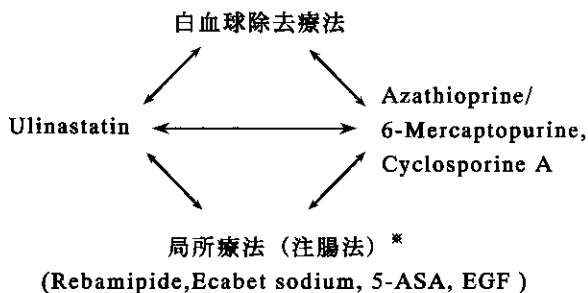 白血球除去療法
Ulinastatin
Azathioprine/
6-Mercaptopurine,
Cyclosporine A
局所療法（注腸法）※
(Rebamipide,Ecabet sodium, 5-ASA, EGF )